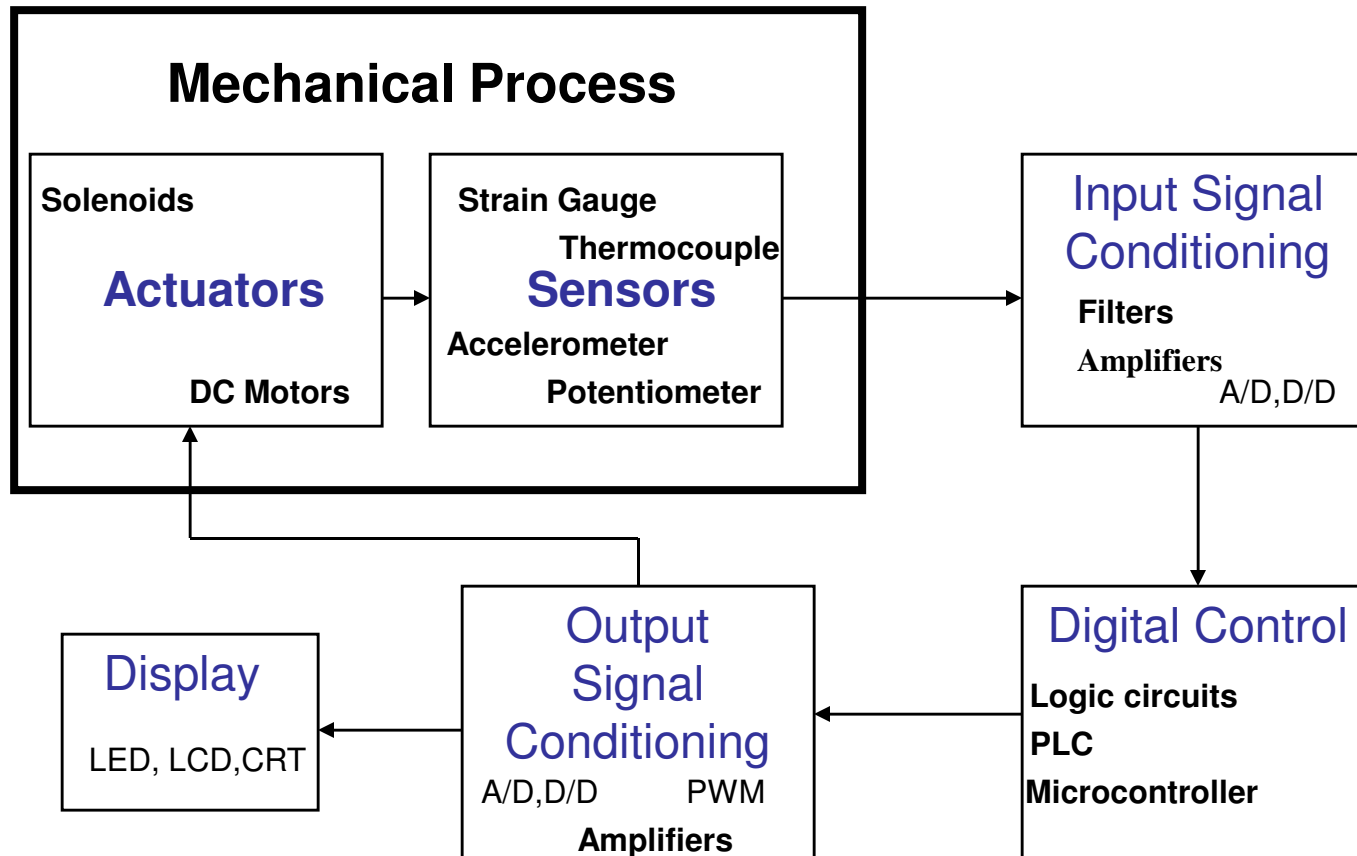 Mechanical Process
Solenoids
Actuators
DC Motors
Strain Gauge
Thermocouple
Sensors
Accelerometer
Potentiometer
Input Signal
Conditioning
Filters
Amplifiers
A/D,D/D
Display
LED, LCD,CRT
Output
Signal
Conditioning
A/D,D/D PWM
Amplifiers
Digital Control
Logic circuits
PLC
Microcontroller